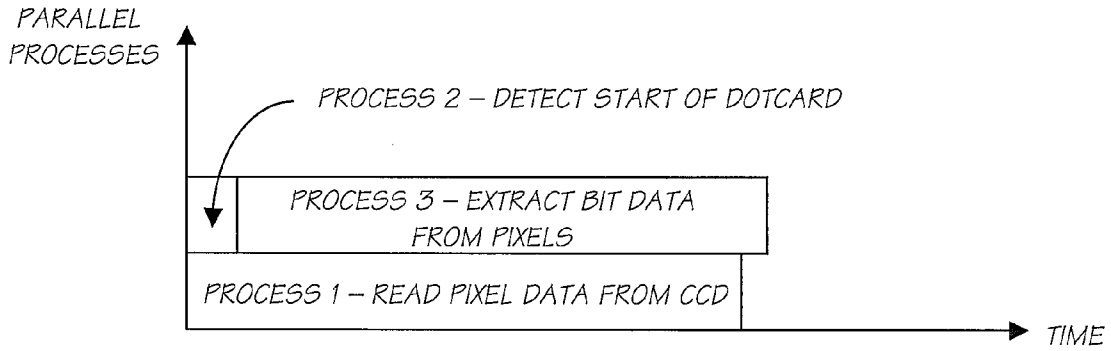 PARALLEL
PROCESSES
PROCESS 2 – DETECT START OF DOTCARD
PROCESS 3 – EXTRACT BIT DATA
FROM PIXELS
PROCESS 1 – READ PIXEL DATA FROM CCD
TIME